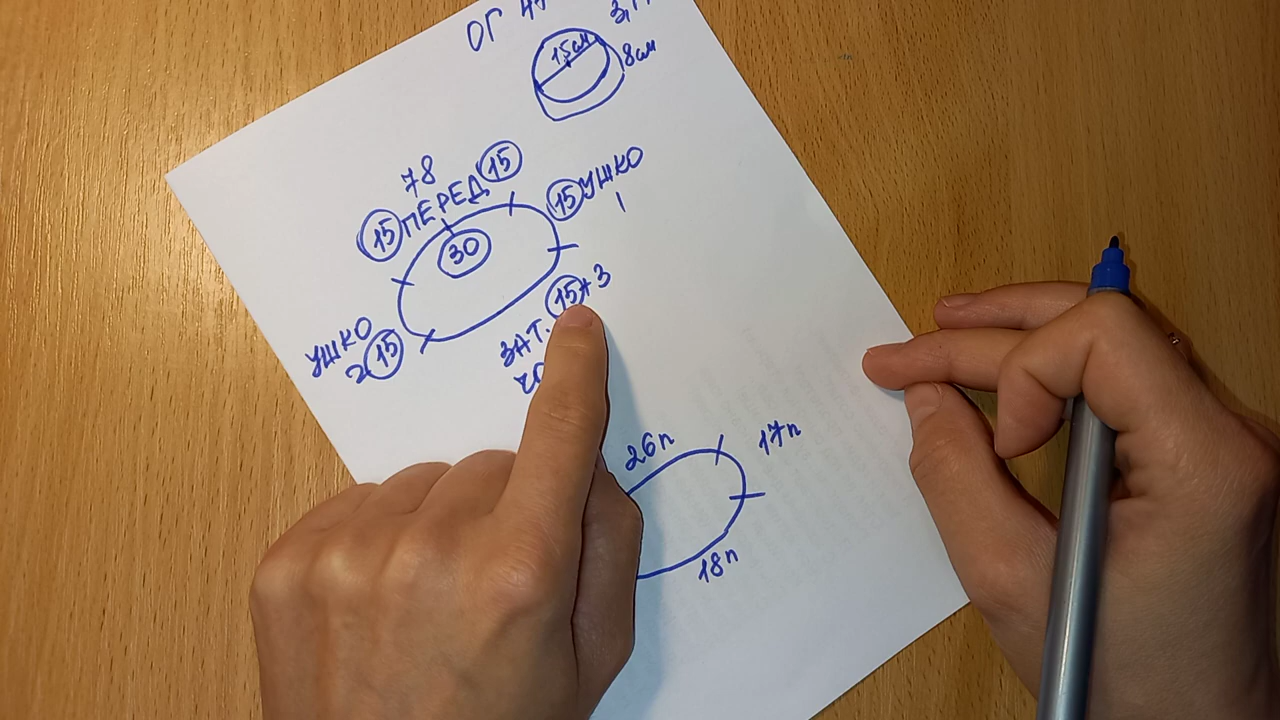 ОГ
15см
8см
78
15 ПЕРЕД 15
15 УШКО
1
30
15+3
ЗАТ.
УШКО
2 15
26п
17п
18п